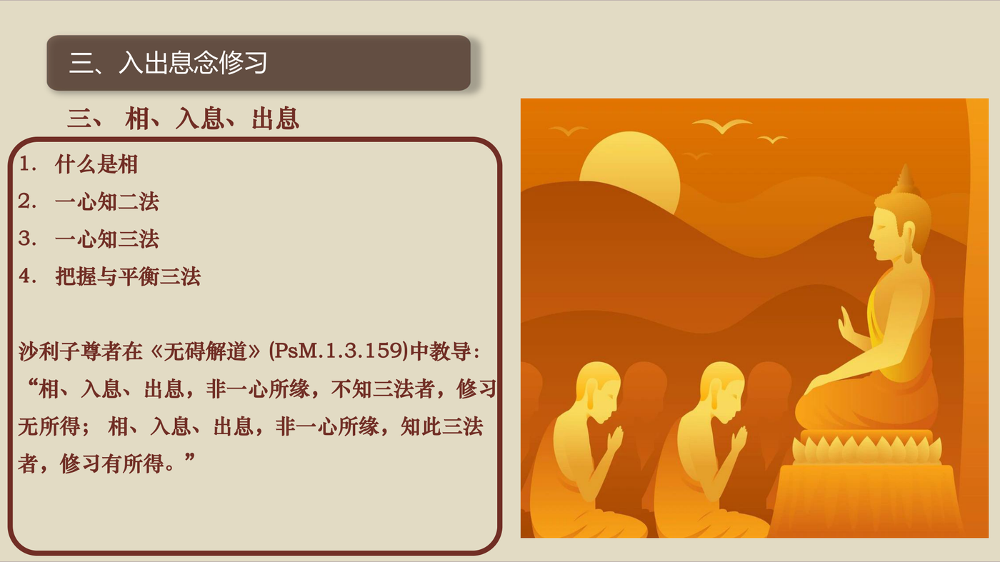 三、入出息念修习
三、 相、入息、出息
1. 什么是相
2. 一心知二法
3. 一心知三法
4. 把握与平衡三法
沙利子尊者在《无碍解道》(PsM.1.3.159)中教导：
“相、入息、出息，非一心所缘，不知三法者，修习
无所得； 相、入息、出息，非一心所缘，知此三法
者，修习有所得。”